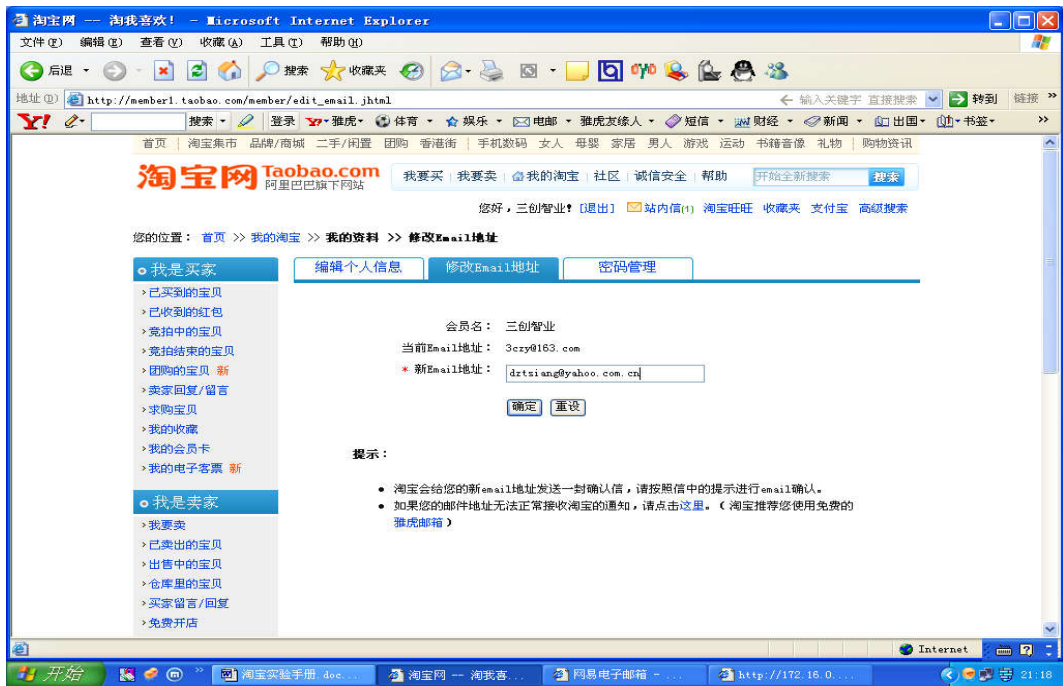 淘宝网 -- 淘我喜欢! - Microsoft Internet Explorer
文件(F) 编辑(E) 查看(V) 收藏(A) 工具(T) 帮助(H)
后退 搜索 收藏夹
地址(D) http://member1.taobao.com/member/edit_email.jhtml 输入关键字 直接搜索 转到 链接 »
Y! 搜索 登录 雅虎 体育 娱乐 电邮 雅虎友缘人 短信 财经 新闻 出国 书签 »
首页 淘宝集市 品牌/商城 二手/闲置 团购 香港街 手机数码 女人 母婴 家居 男人 游戏 运动 书籍音像 礼物 购物资讯
淘宝网 Taobao.com 阿里巴巴旗下网站 我要买 我要卖 我的淘宝 社区 诚信安全 帮助 开始全新搜索 搜索
您好,三创智业! [退出] 站内信(1) 淘宝旺旺 收藏夹 支付宝 高级搜索
您的位置: 首页 >> 我的淘宝 >> 我的资料 >> 修改Email地址
我是买家 编辑个人信息 修改Email地址 密码管理
›已买到的宝贝
›已收到的红包
›竞拍中的宝贝
›竞拍结束的宝贝
›团购的宝贝 新
›卖家回复/留言
›求购宝贝
›我的收藏
›我的会员卡
›我的电子客票 新
会员名: 三创智业
当前Email地址: 3czy@163.com
* 新Email地址: drtsiang@yahoo.com.cn
确定 重设
提示:
• 淘宝会给您的新email地址发送一封确认信,请按照信中的提示进行email确认。
• 如果您的邮件地址无法正常接收淘宝的通知,请点击这里。(淘宝推荐您使用免费的
雅虎邮箱)
我是卖家
›我要卖
›已卖出的宝贝
›出售中的宝贝
›仓库里的宝贝
›买家留言/回复
›免费开店
Internet
开始 » 淘宝实验手册.doc... 淘宝网 -- 淘我喜... 网易电子邮箱 - ... http://172.16.0.... 21:18